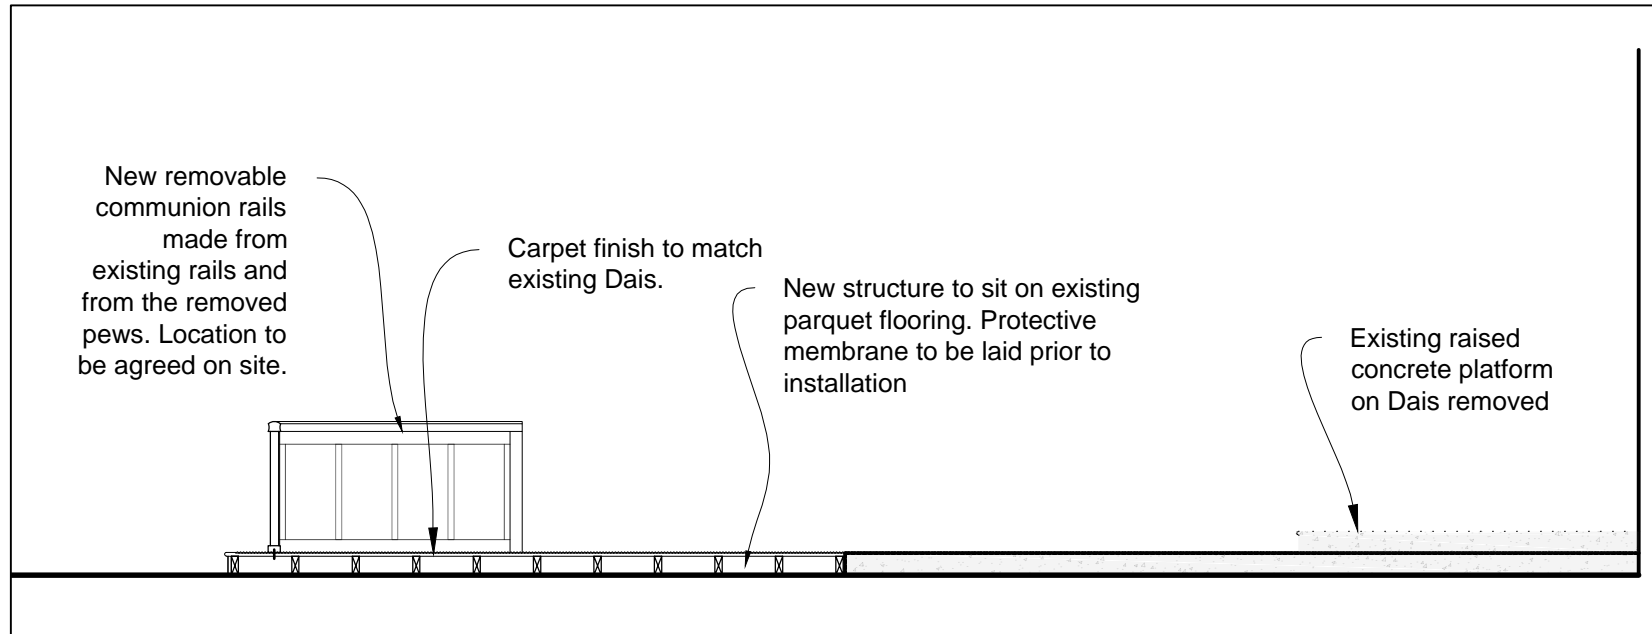 New removable
communion rails
made from
existing rails and
from the removed
pews. Location to
be agreed on site.
Carpet finish to match
existing Dais.
New structure to sit on existing
parquet flooring. Protective
membrane to be laid prior to
installation
Existing raised
concrete platform
on Dais removed